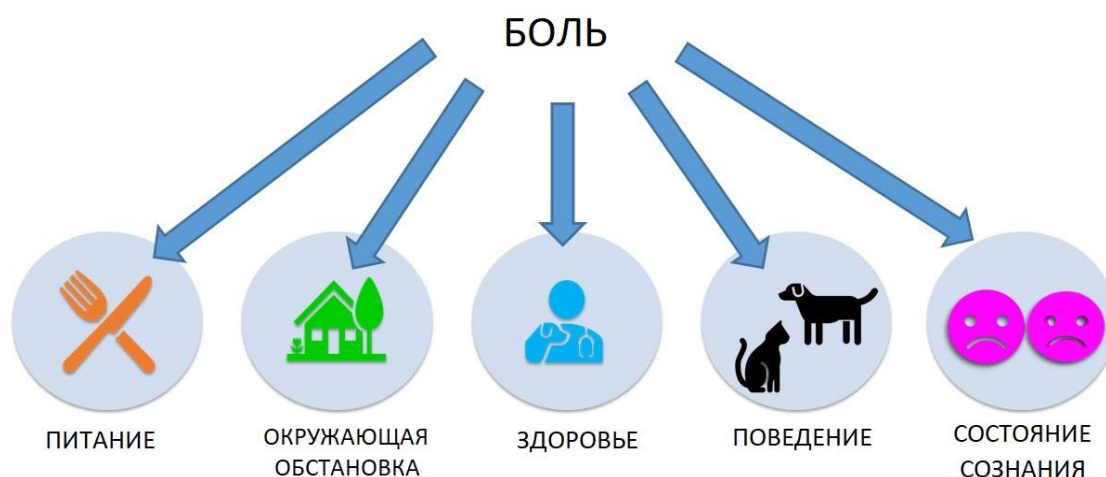 БОЛЬ
ПИТАНИЕ
ОКРУЖАЮЩАЯ
ОБСТАНОВКА
ЗДОРОВЬЕ
ПОВЕДЕНИЕ
СОСТОЯНИЕ
СОЗНАНИЯ